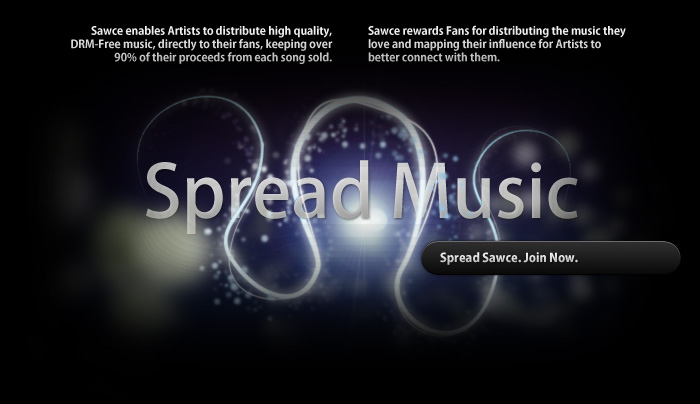 Sawce enables Artists to distribute high quality,
DRM-Free music, directly to their fans, keeping over
90% of their proceeds from each song sold.
Sawce rewards Fans for distributing the music they
love and mapping their influence for Artists to
better connect with them.
Spread Music
Spread Sawce. Join Now.